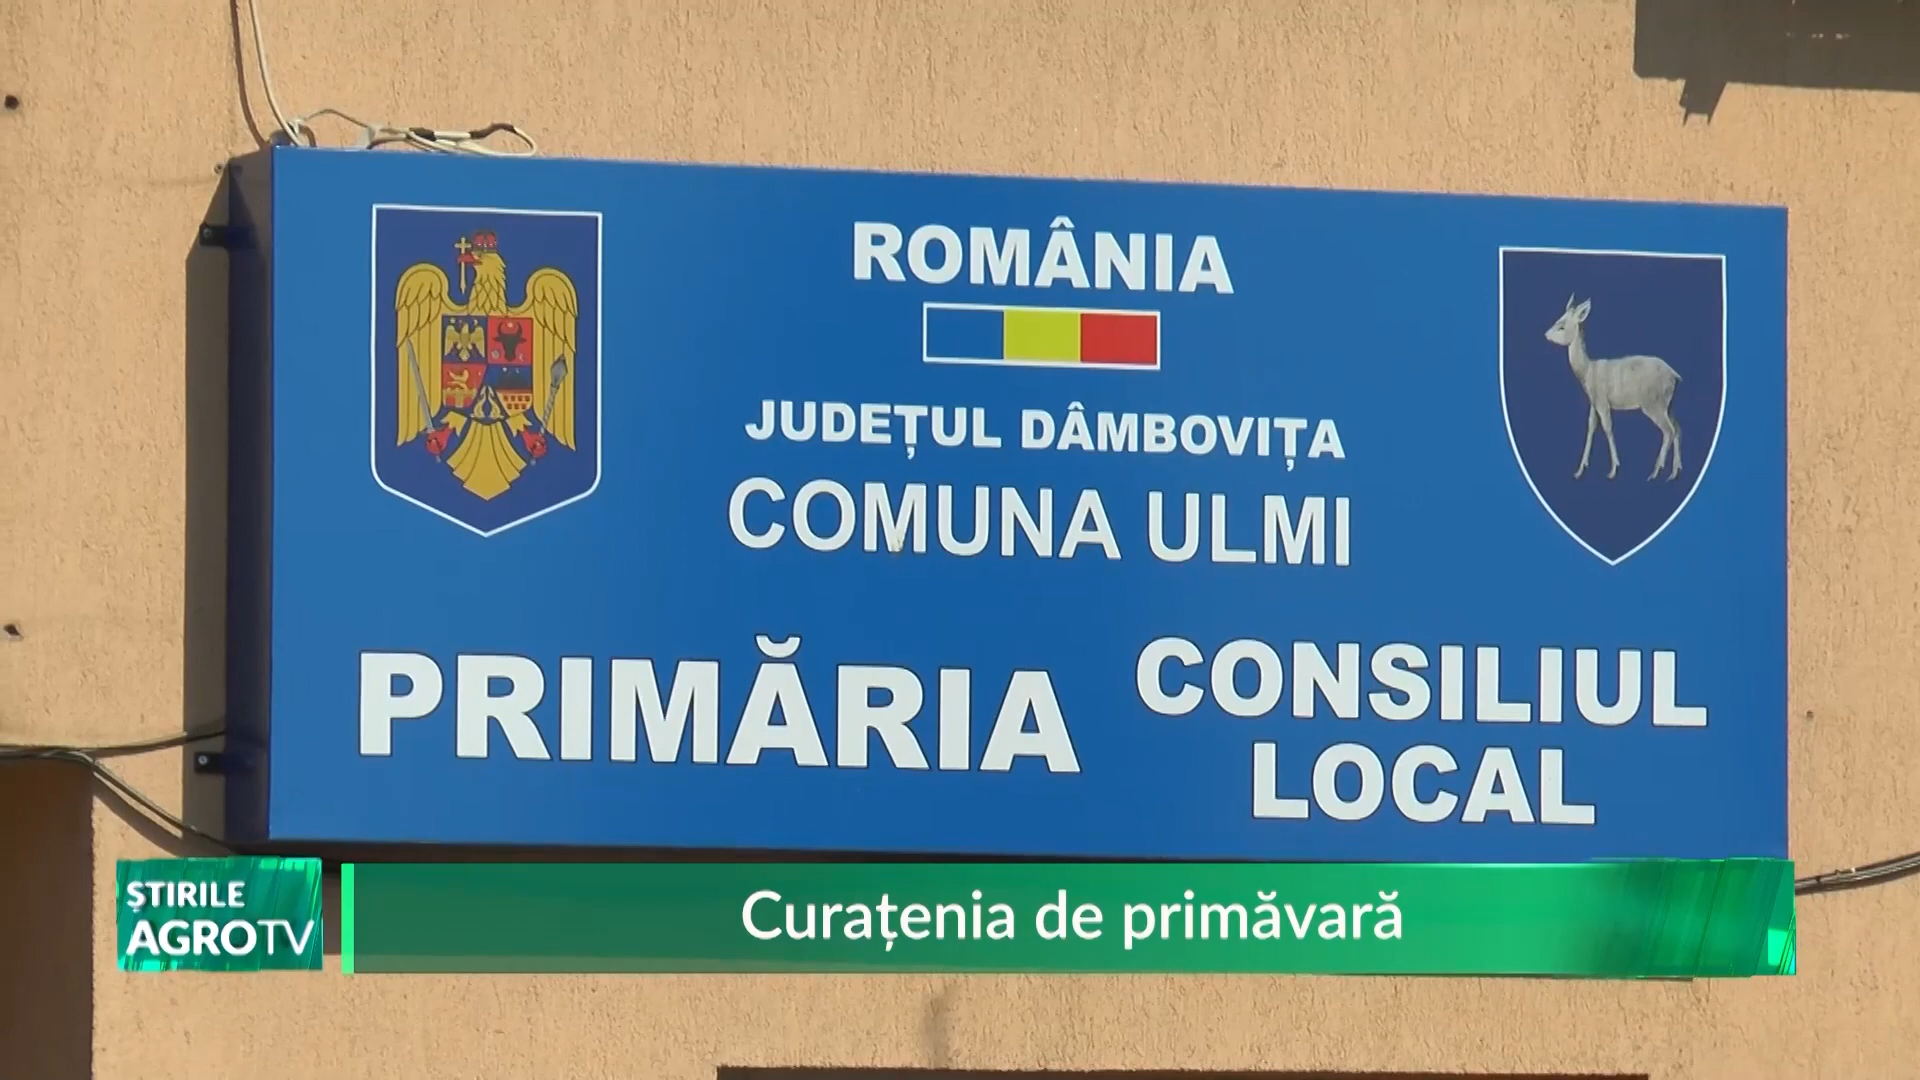 ROMÂNIA
JUDEȚUL DÂMBOVIȚA
COMUNA ULMI
PRIMĂRIA
CONSILIUL
LOCAL
ȘTIRILE
AGROTV
Curațenia de primăvară